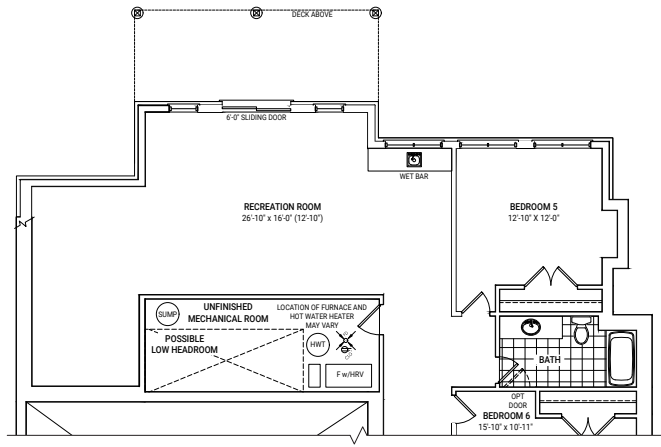 DECK ABOVE
6'-0" SLIDING DOOR
WET BAR
RECREATION ROOM
26'-10" x 16'-0" (12'-10")
BEDROOM 5
12'-10" X 12'-0"
SUMP
UNFINISHED
MECHANICAL ROOM
LOCATION OF FURNACE AND
HOT WATER HEATER
MAY VARY
POSSIBLE
LOW HEADROOM
HWT
F w/HRV
BATH
OPT
DOOR
BEDROOM 6
15'-10" x 10'-11"